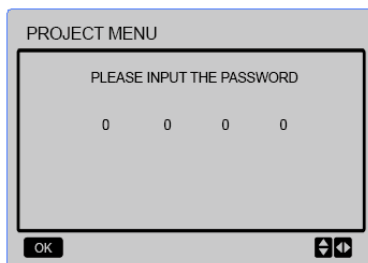 PROJECT MENU
PLEASE INPUT THE PASSWORD
0 0 0 0
OK